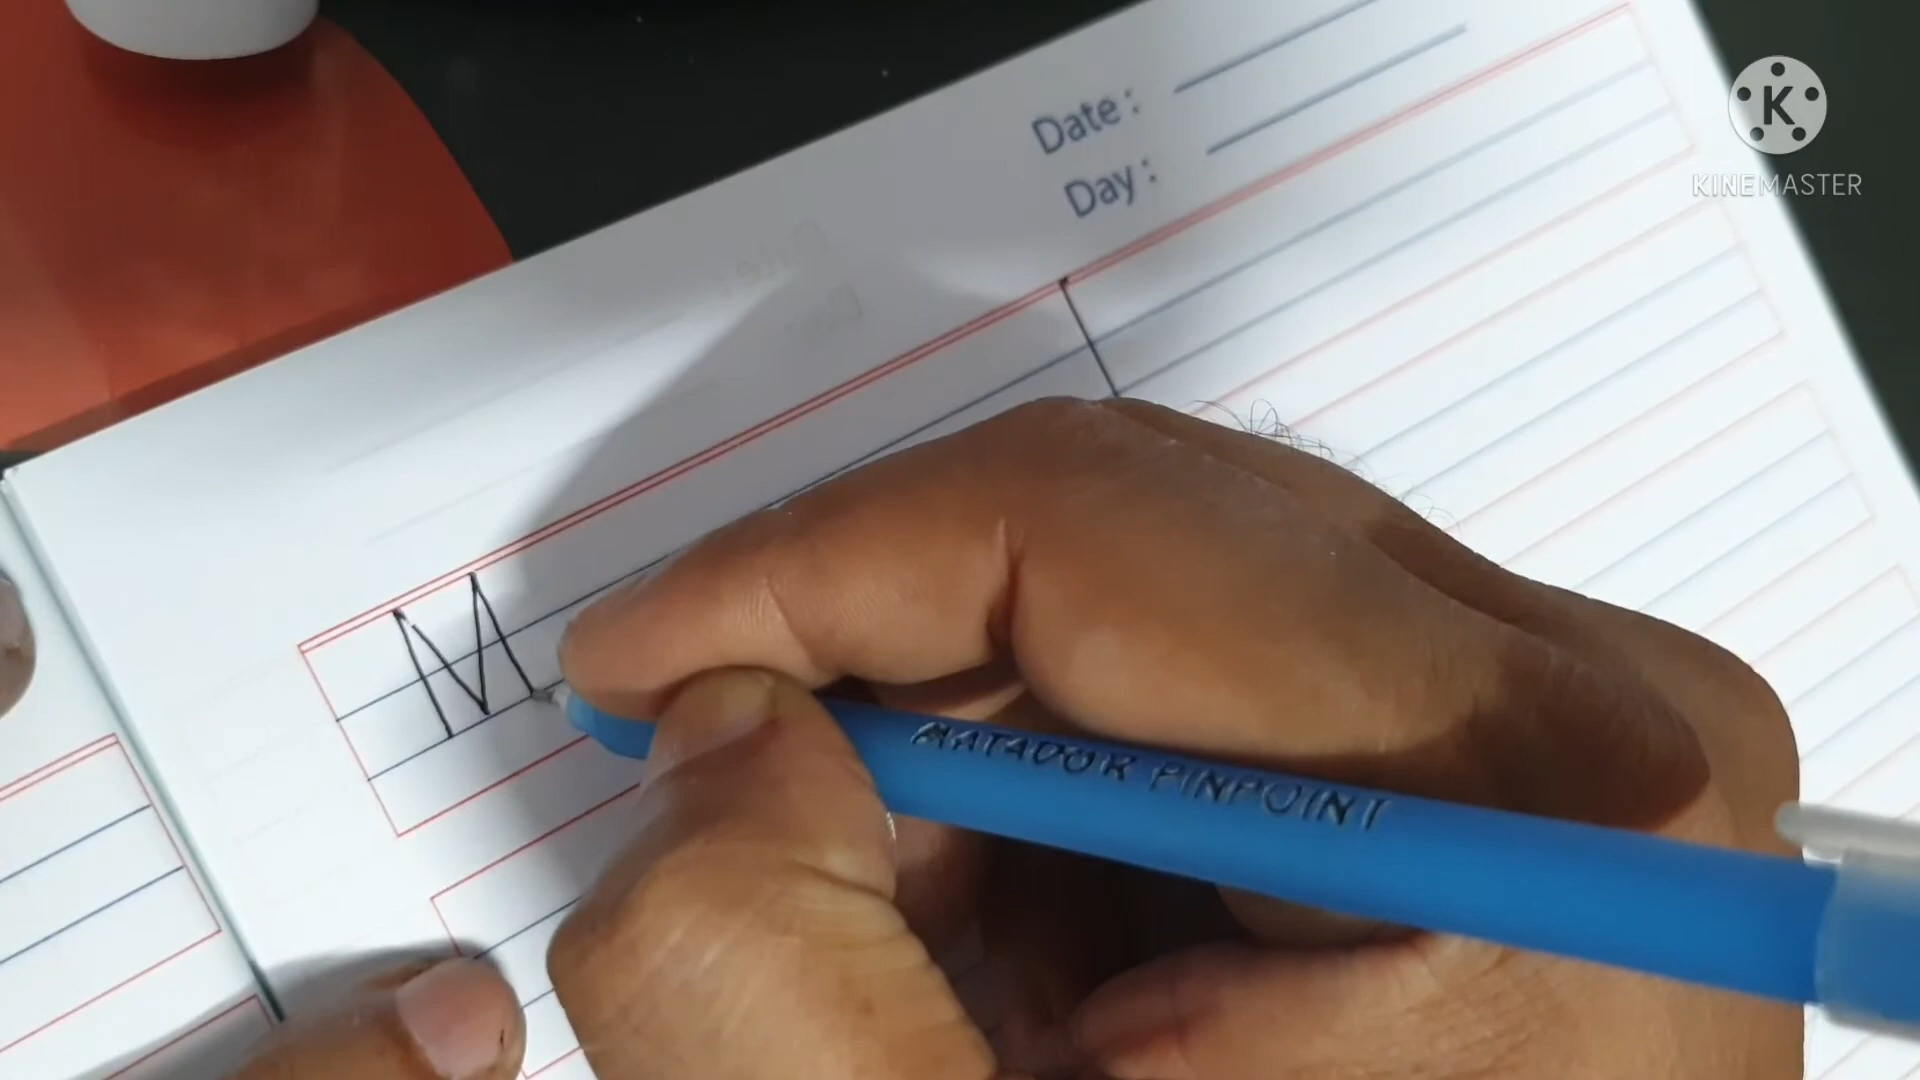 Date :
Day :
K
KINEMASTER
M
MATADOR PINPOINT